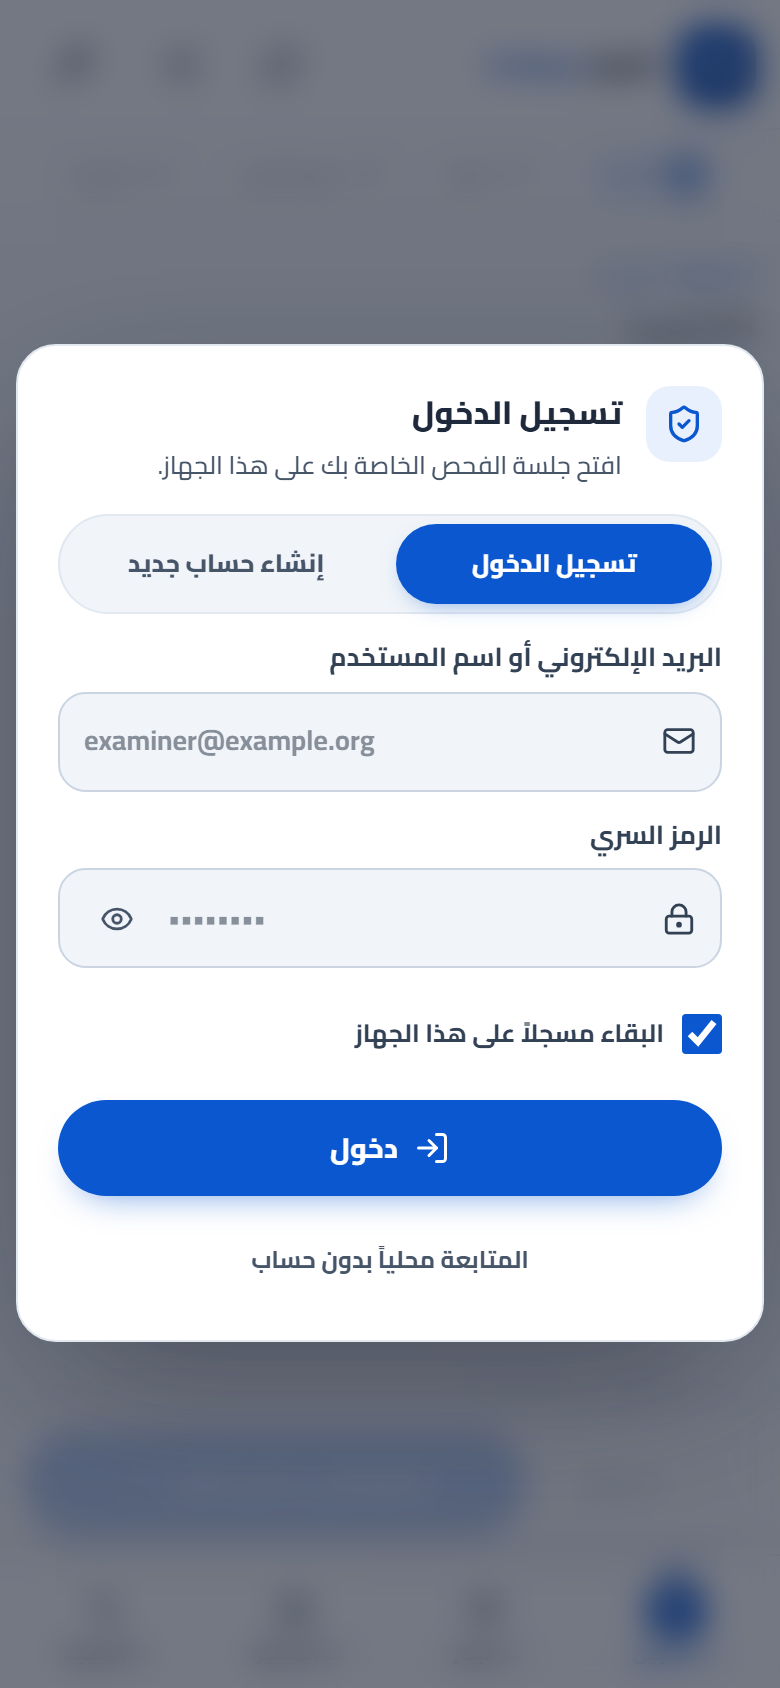 تسجيل الدخول
افتح جلسة الفحص الخاصة بك على هذا الجهاز.
تسجيل الدخول
إنشاء حساب جديد
البريد الإلكتروني أو اسم المستخدم
examiner@example.org
الرمز السري
البقاء مسجلاً على هذا الجهاز
دخول
المتابعة محلياً بدون حساب